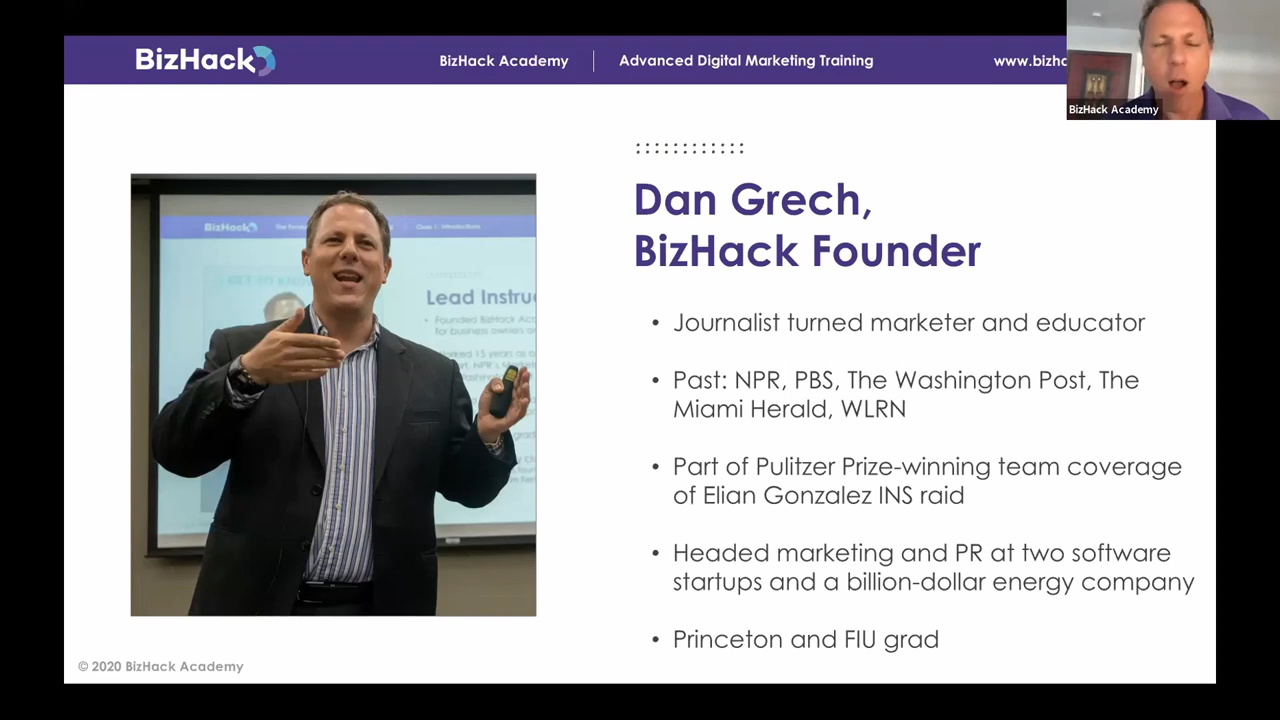 BizHack
BizHack Academy
Advanced Digital Marketing Training
BizHack Academy
Dan Grech,
BizHack Founder
• Journalist turned marketer and educator
• Past: NPR, PBS, The Washington Post, The
Miami Herald, WLRN
• Part of Pulitzer Prize-winning team coverage
of Elian Gonzalez INS raid
• Headed marketing and PR at two software
startups and a billion-dollar energy company
• Princeton and FIU grad
BizHack
Lead
© 2020 BizHack Academy